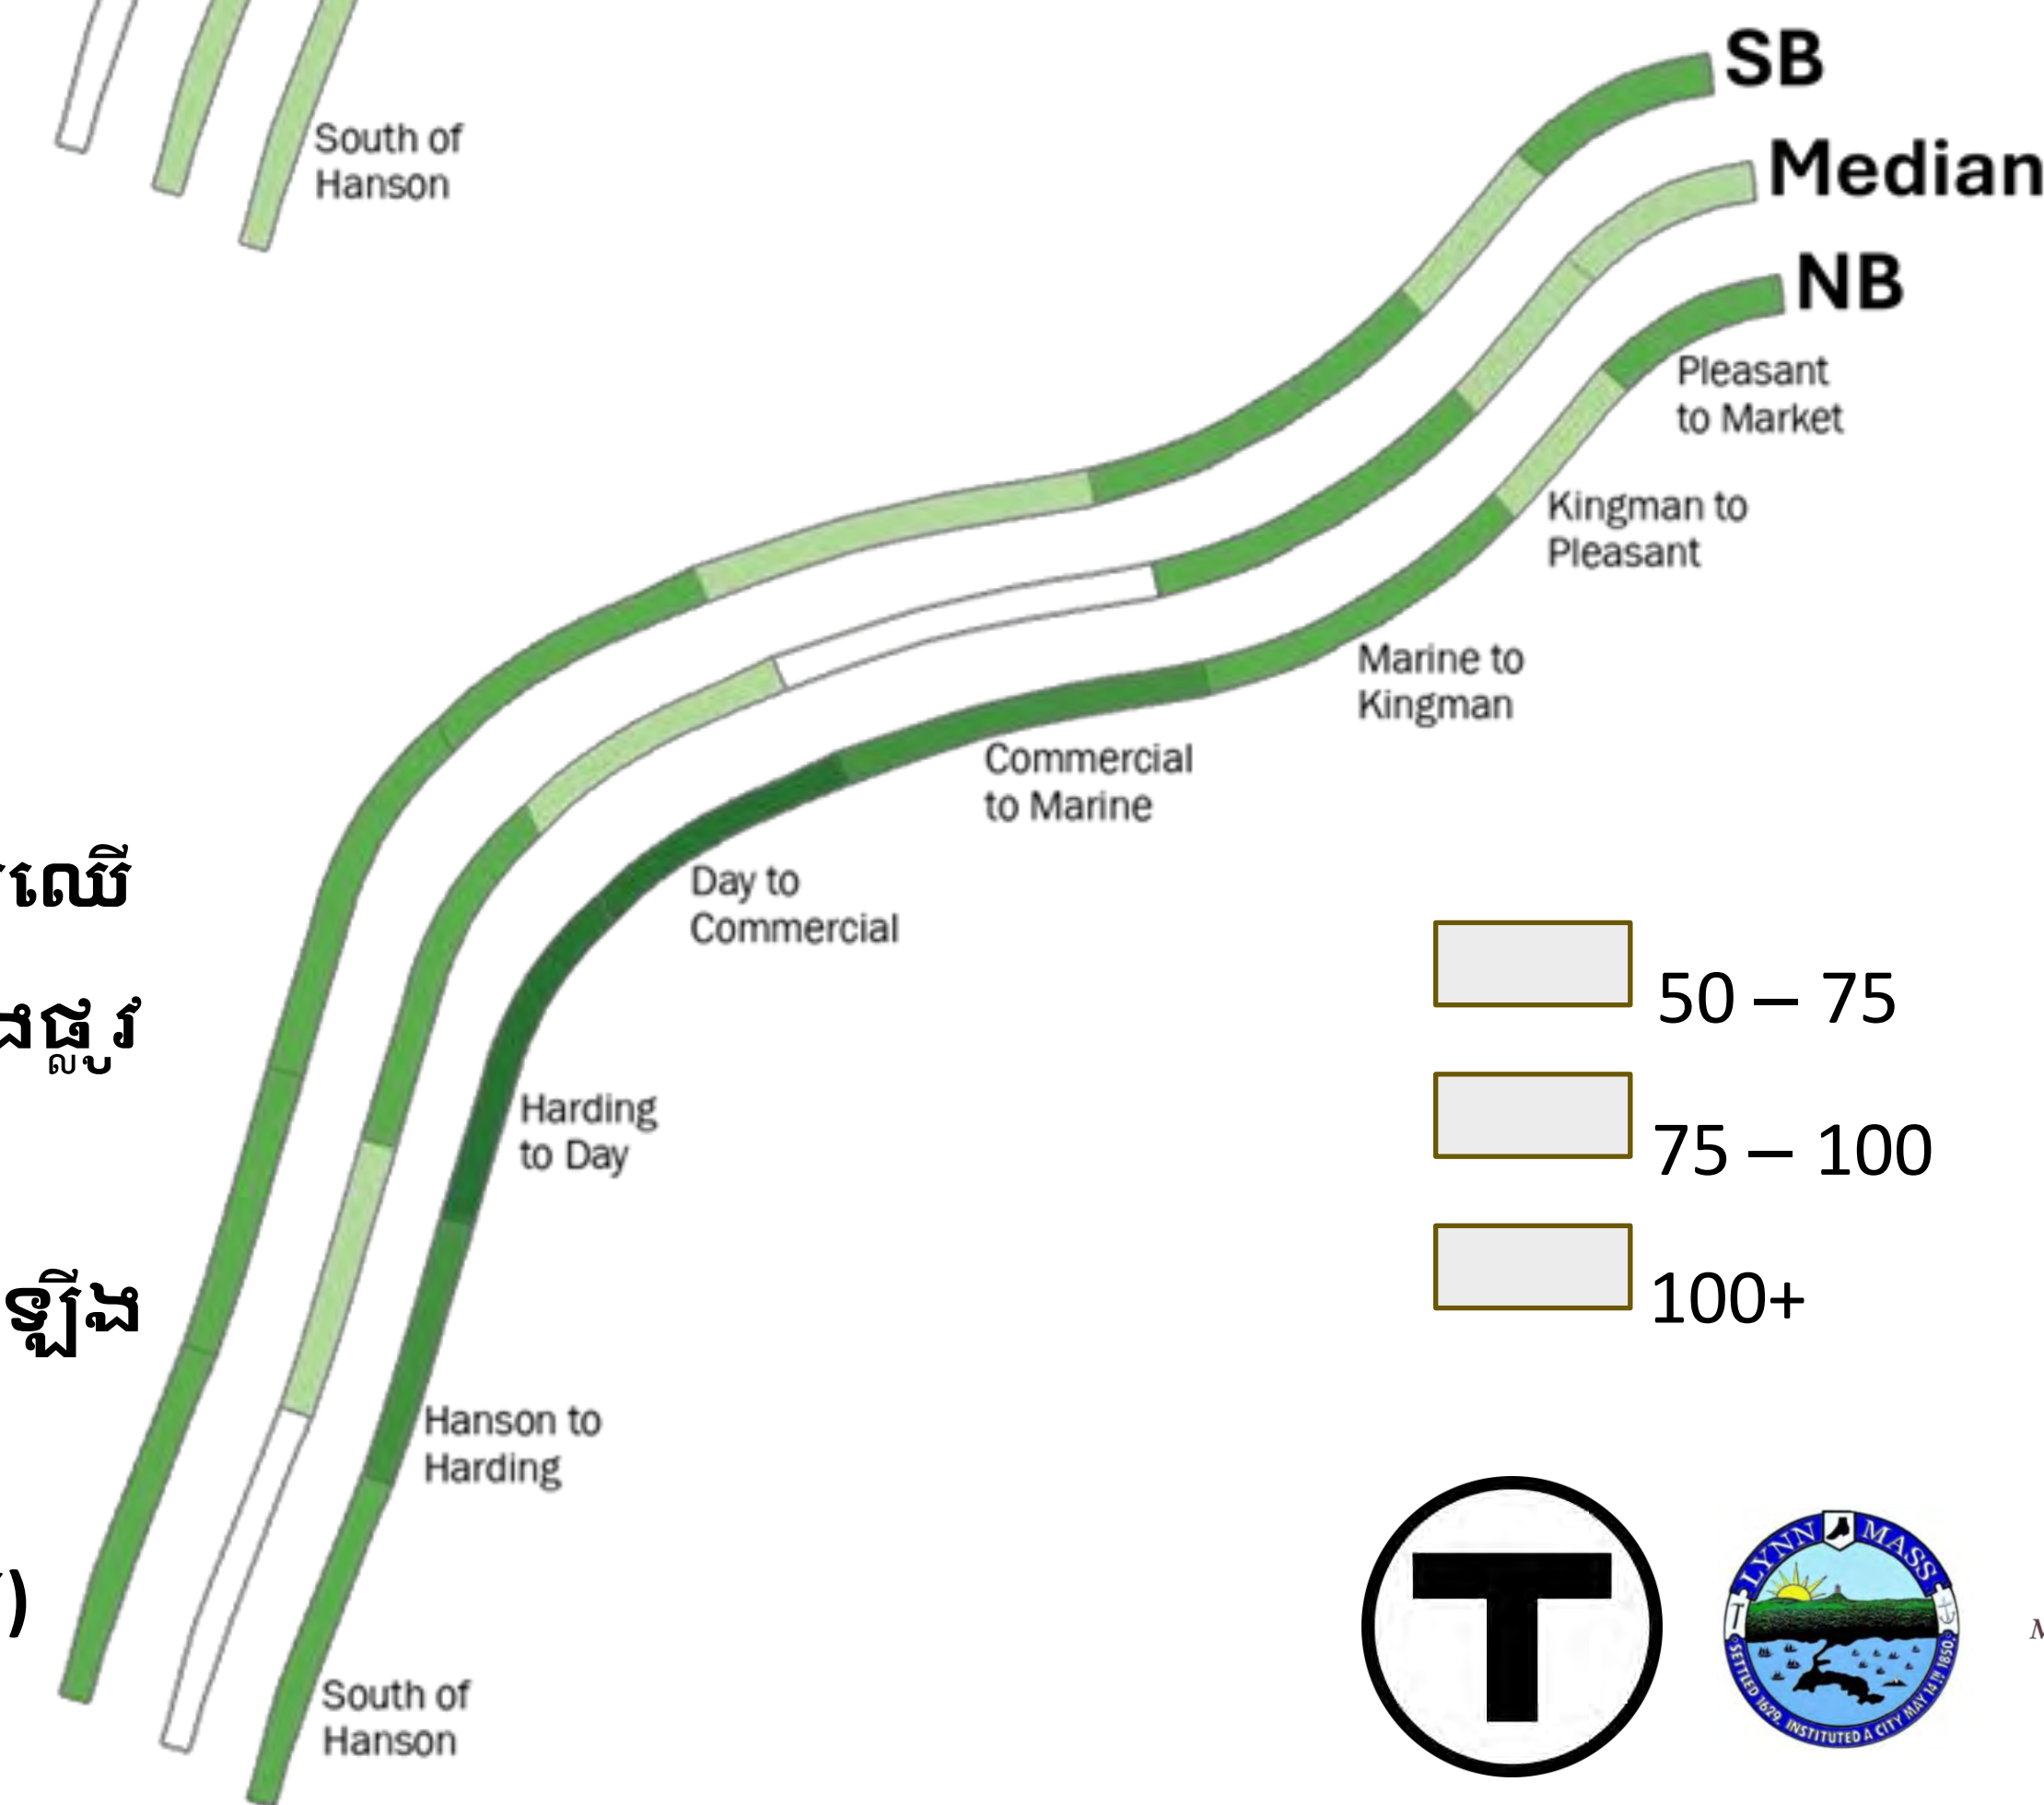 SB
Median
NB
South of
Hanson
Pleasant
to Market
Kingman to
Pleasant
Marine to
Kingman
Commercial
to Marine
Day to
Commercial
Harding
to Day
Hanson to
Harding
South of
Hanson
ឈើ
ផ្លូវ
ឡើង
)
50 – 75
75 – 100
100+
T
LYNN MASS
SETTLED 1629. INSTITUTED A CITY MAY 14TH 1850.